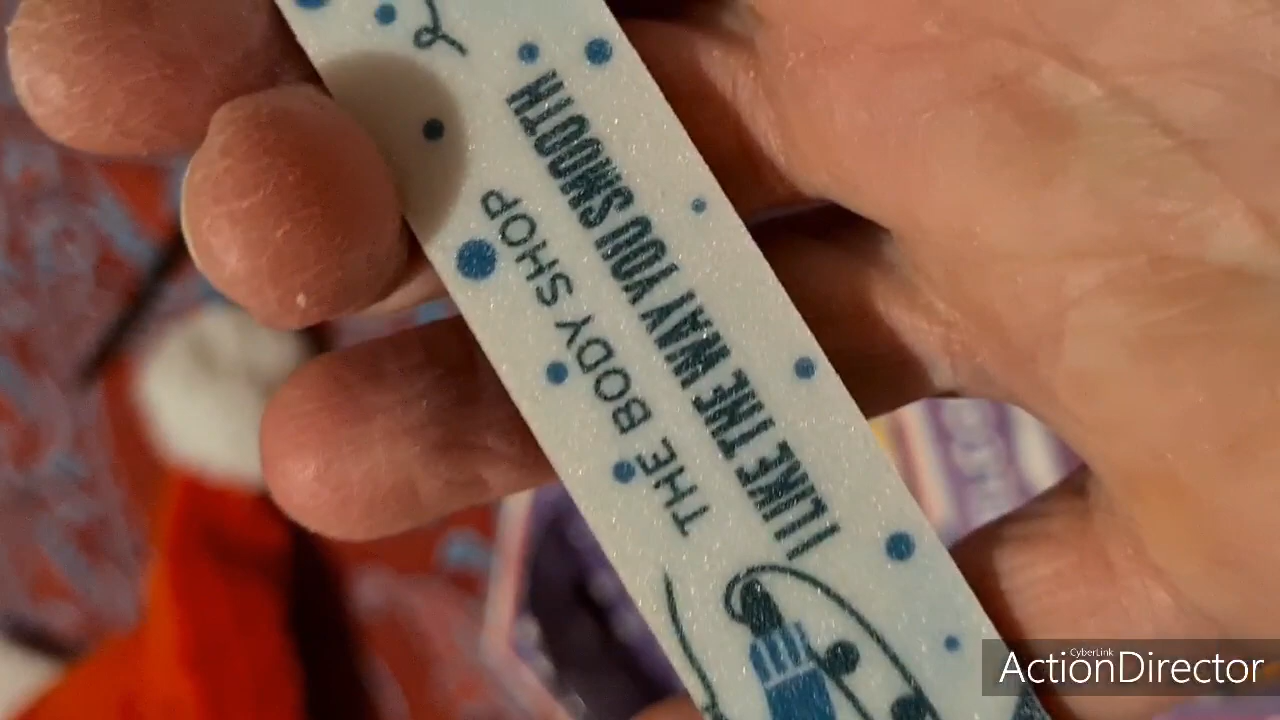 I LIKE THE WAY YOU SMOOTH
THE BODY SHOP
CyberLink
ActionDirector